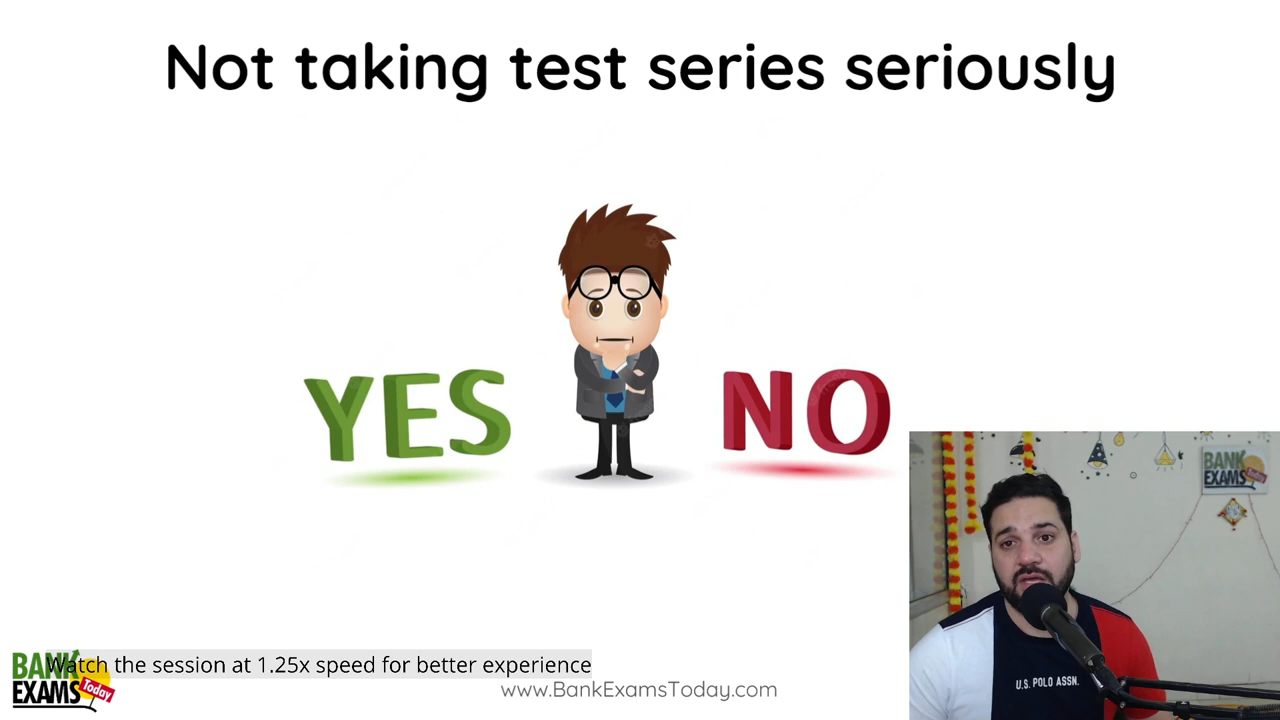 Not taking test series seriously
YES
NO
BANK
EXAMS
Today
U.S. POLO ASSN.
BANK
EXAMS
Today
Watch the session at 1.25x speed for better experience
www.BankExamsToday.com